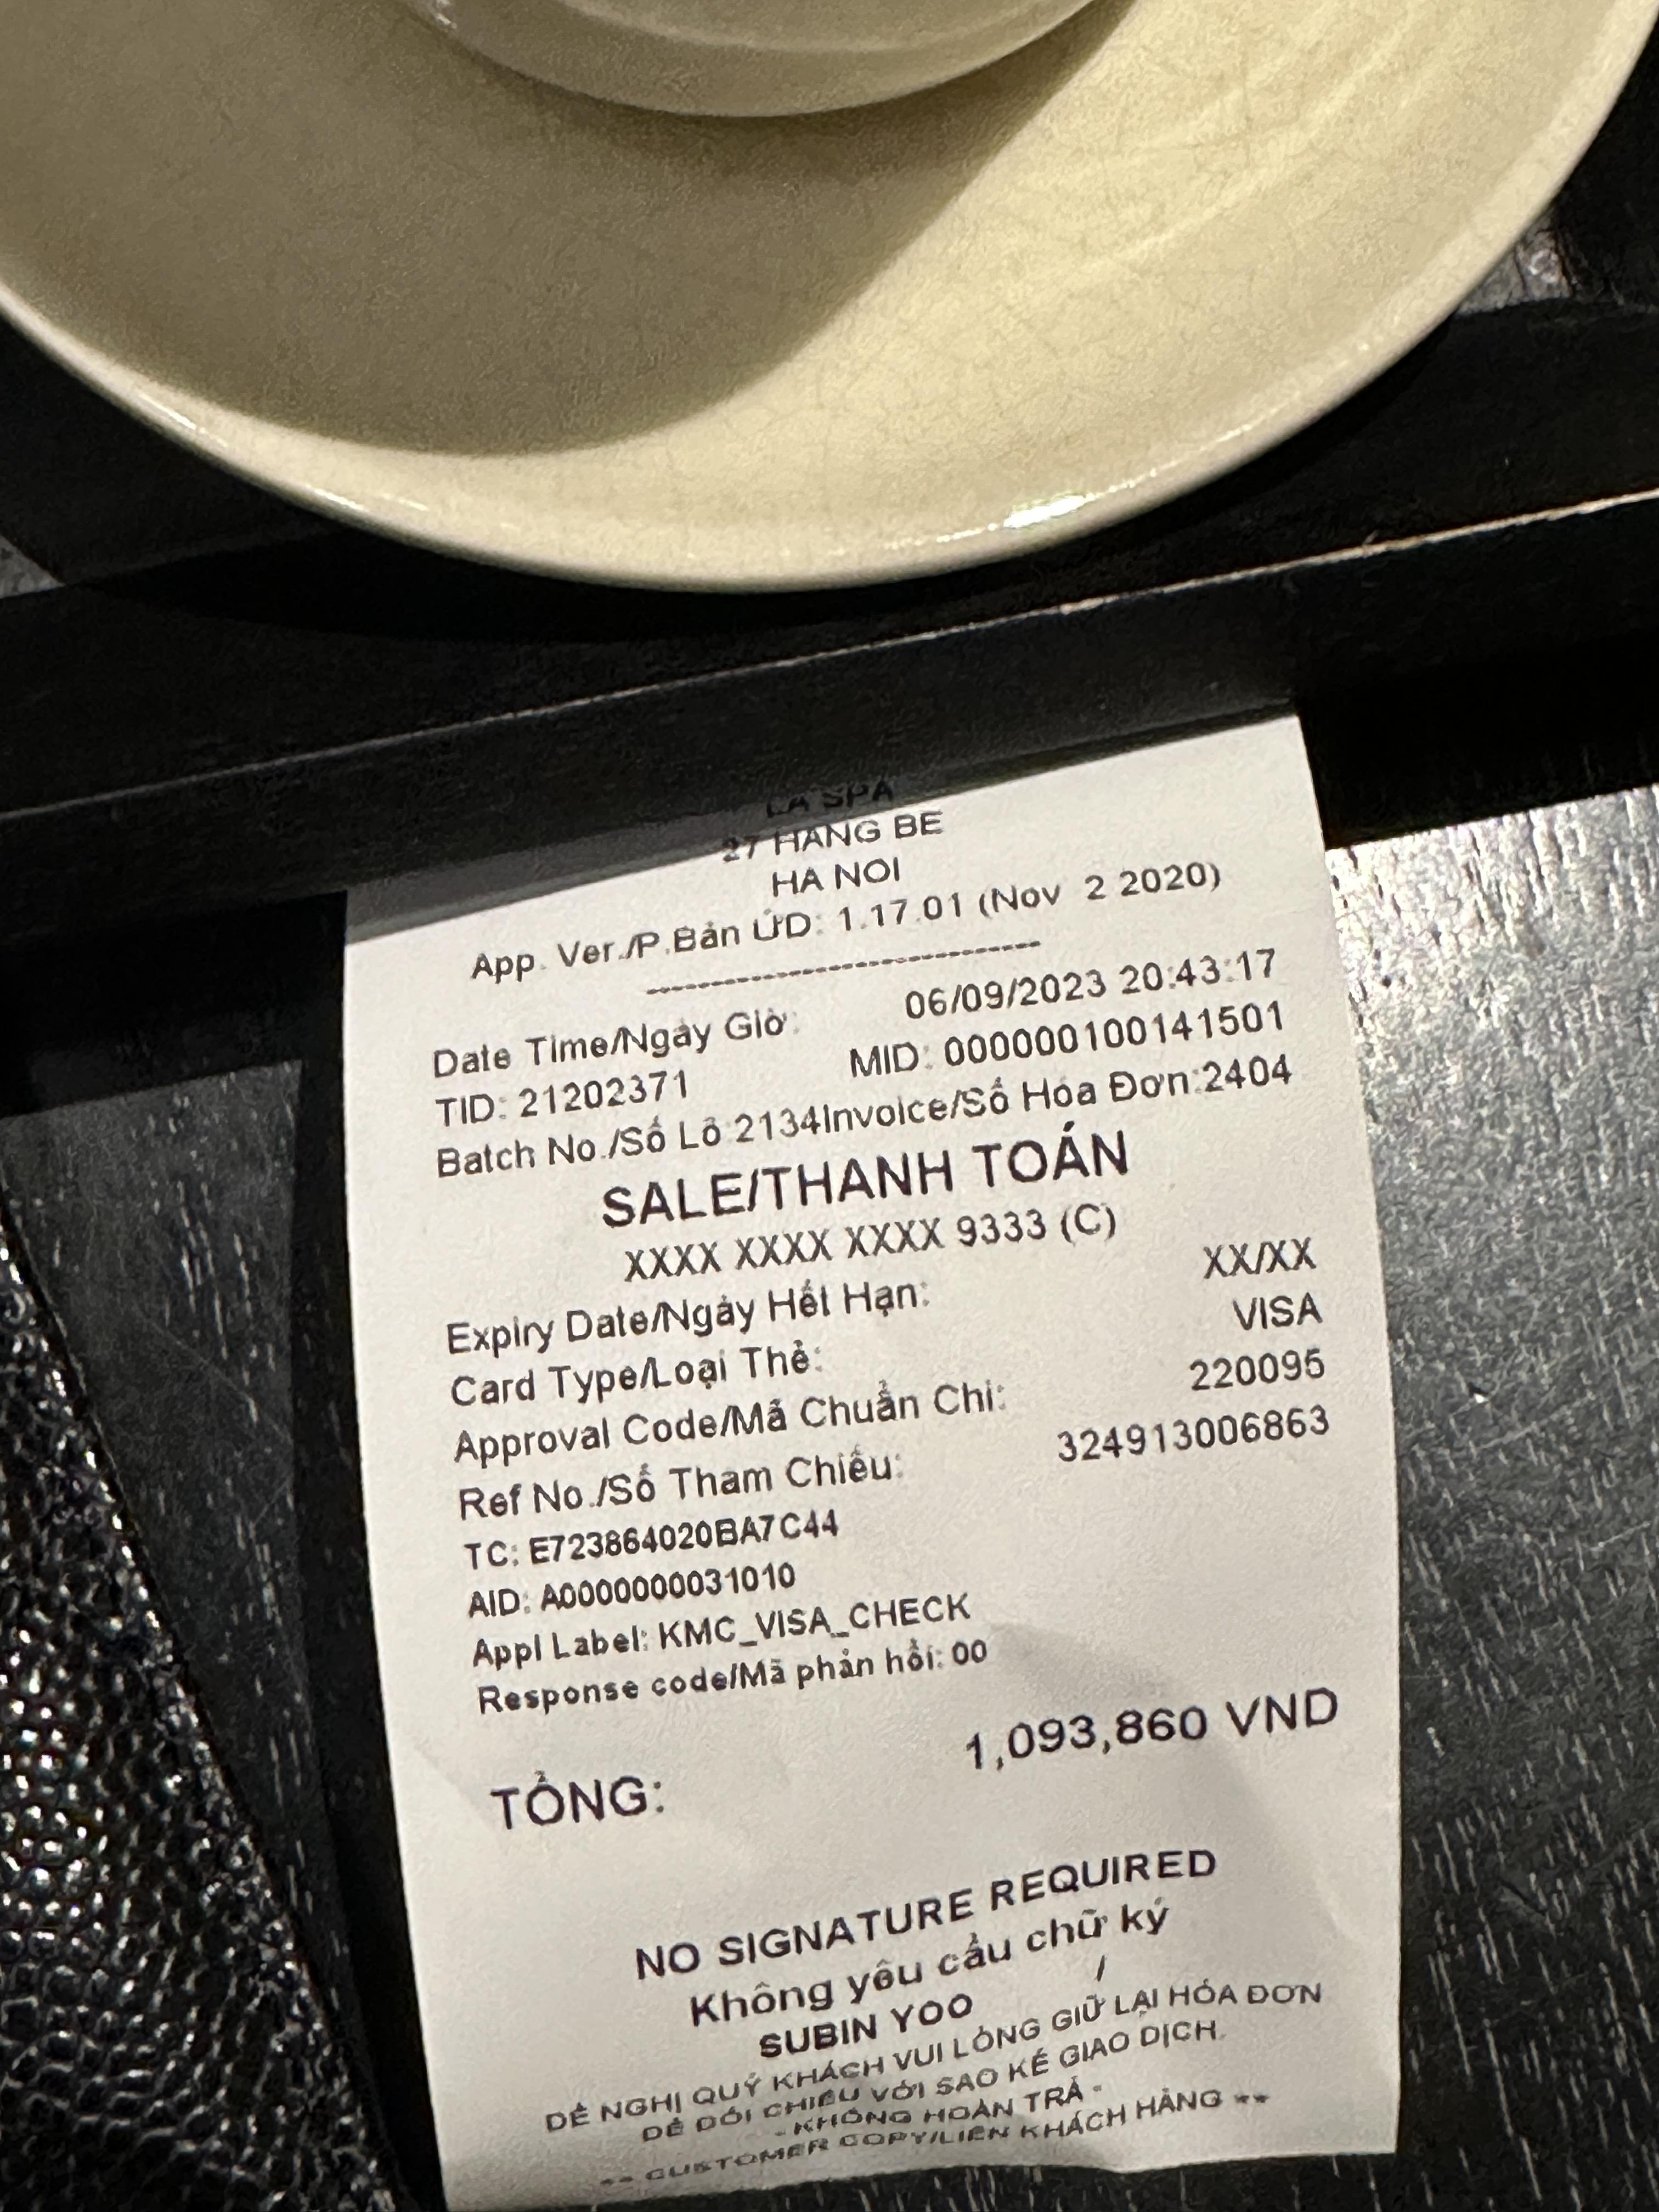 LA SPA
27 HANG BE
HA NOI
App. Ver./P.Bản ỨD: 1.17.01 (Nov 2 2020)
--------------------------------
Date Time/Ngày Giờ: 06/09/2023 20:43:17
TID: 21202371 MID: 000000100141501
Batch No./Số Lô 2134Invoice/Số Hóa Đơn:2404
SALE/THANH TOÁN
XXXX XXXX XXXX 9333 (C)
Expiry Date/Ngày Hết Hạn: XX/XX
Card Type/Loại Thẻ: VISA
Approval Code/Mã Chuẩn Chi: 220095
Ref No./Số Tham Chiếu: 324913006863
TC: E723864020BA7C44
AID: A0000000031010
Appl Label: KMC_VISA_CHECK
Response code/Mã phản hồi: 00
TỔNG: 1,093,860 VND
NO SIGNATURE REQUIRED
Không yêu cầu chữ ký
SUBIN YOO /
ĐỀ NGHỊ QUÝ KHÁCH VUI LÒNG GIỮ LẠI HÓA ĐƠN
ĐỂ ĐỐI CHIẾU VỚI SAO KÊ GIAO DỊCH.
- KHÔNG HOÀN TRẢ -
** CUSTOMER COPY/LIÊN KHÁCH HÀNG **